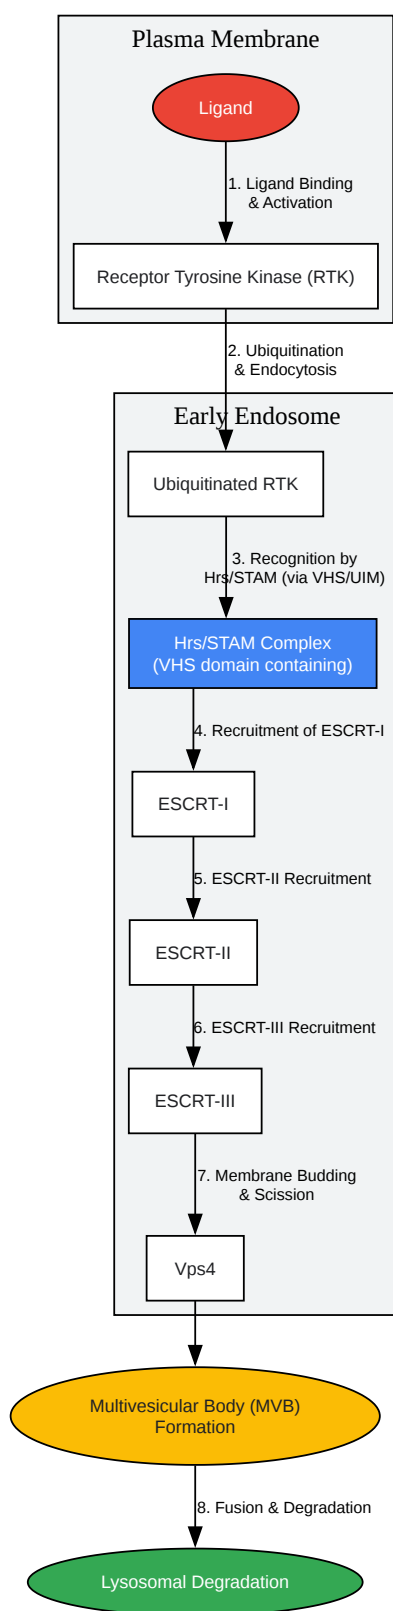 Plasma Membrane
Ligand
1. Ligand Binding
& Activation
Receptor Tyrosine Kinase (RTK)
2. Ubiquitination
& Endocytosis
Early Endosome
Ubiquitinated RTK
3. Recognition by
Hrs/STAM (via VHS/UIM)
Hrs/STAM Complex
(VHS domain containing)
4. Recruitment of ESCRT-I
ESCRT-I
5. ESCRT-II Recruitment
ESCRT-II
6. ESCRT-III Recruitment
ESCRT-III
7. Membrane Budding
& Scission
Vps4
Multivesicular Body (MVB)
Formation
8. Fusion & Degradation
Lysosomal Degradation